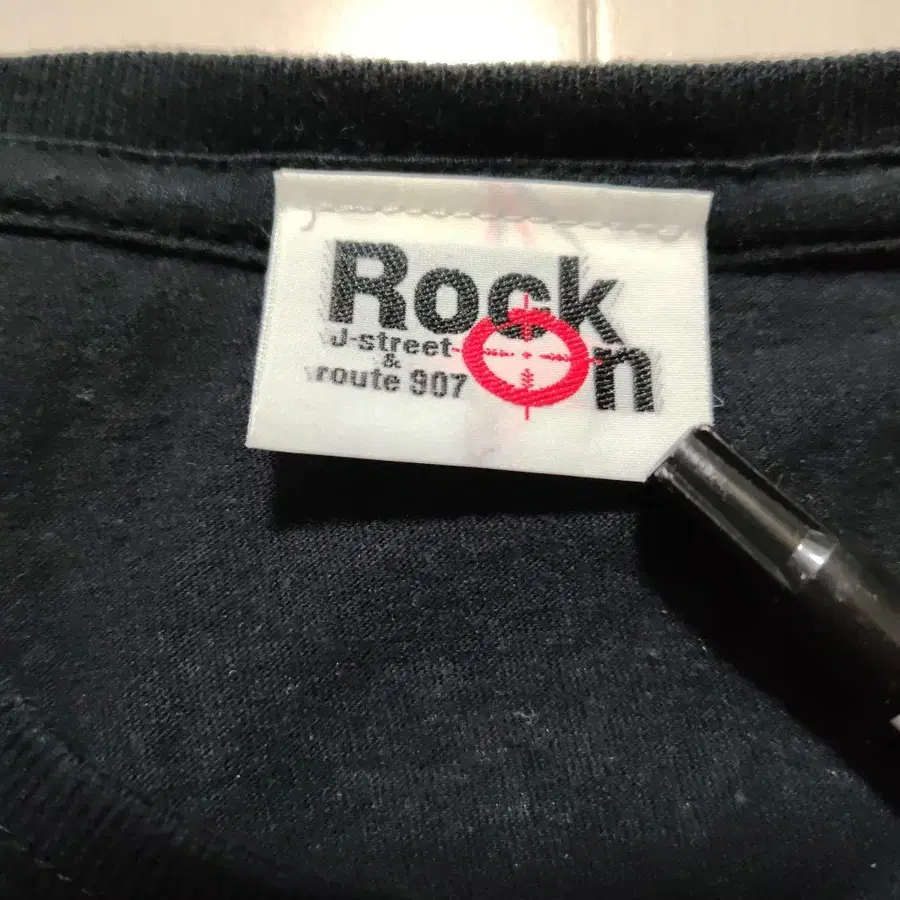 Rock
On
J-street
&
route 907